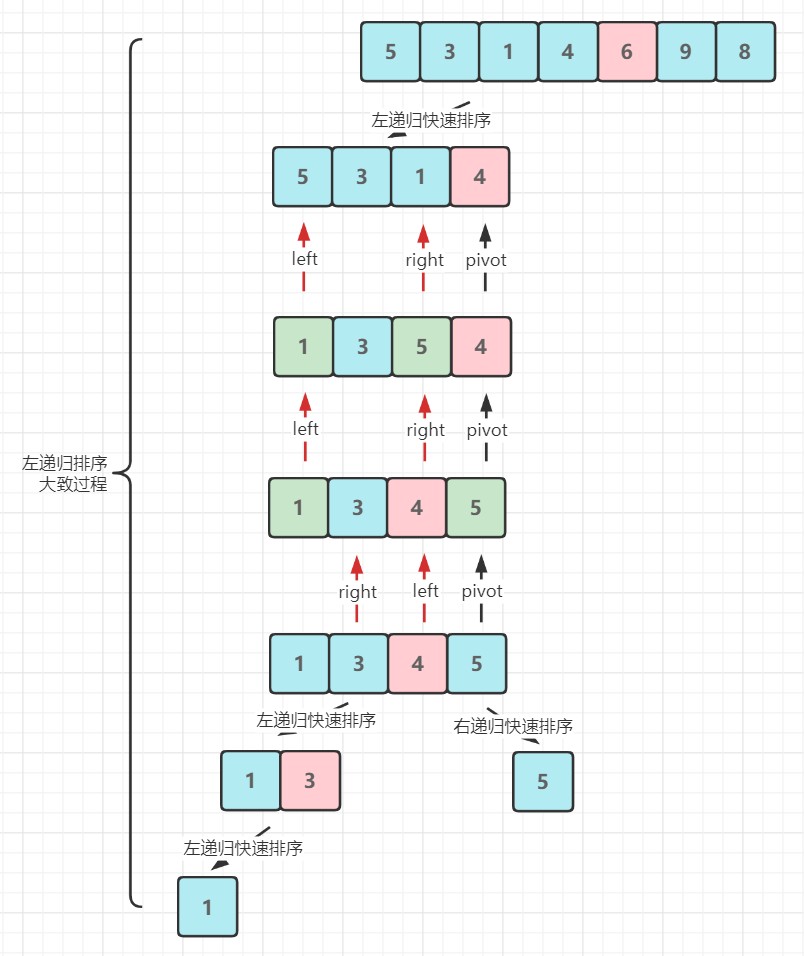 5 3 1 4 6 9 8
左递归快速排序
5 3 1 4
left right pivot
1 3 5 4
left right pivot
左递归排序
大致过程
1 3 4 5
right left pivot
1 3 4 5
左递归快速排序 右递归快速排序
1 3 5
左递归快速排序
1